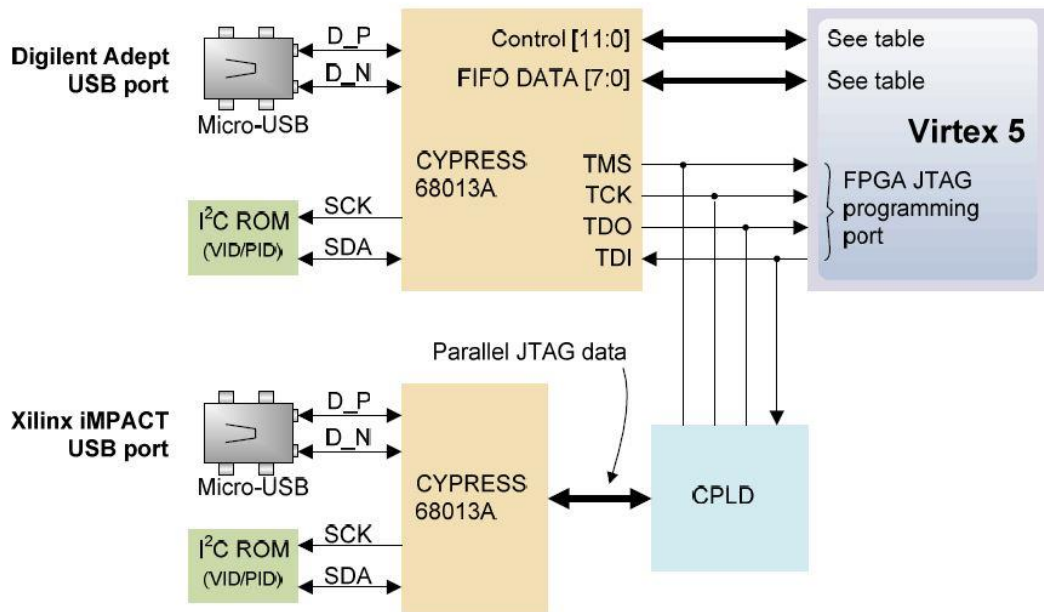 Digilent Adept
USB port
D_P
D_N
Micro-USB
Control [11:0]
FIFO DATA [7:0]
See table
See table
Virtex 5
CYPRESS
68013A
TMS
TCK
TDO
TDI
FPGA JTAG
programming
port
I²C ROM
(VID/PID)
SCK
SDA
Parallel JTAG data
Xilinx iMPACT
USB port
D_P
D_N
Micro-USB
CYPRESS
68013A
CPLD
I²C ROM
(VID/PID)
SCK
SDA